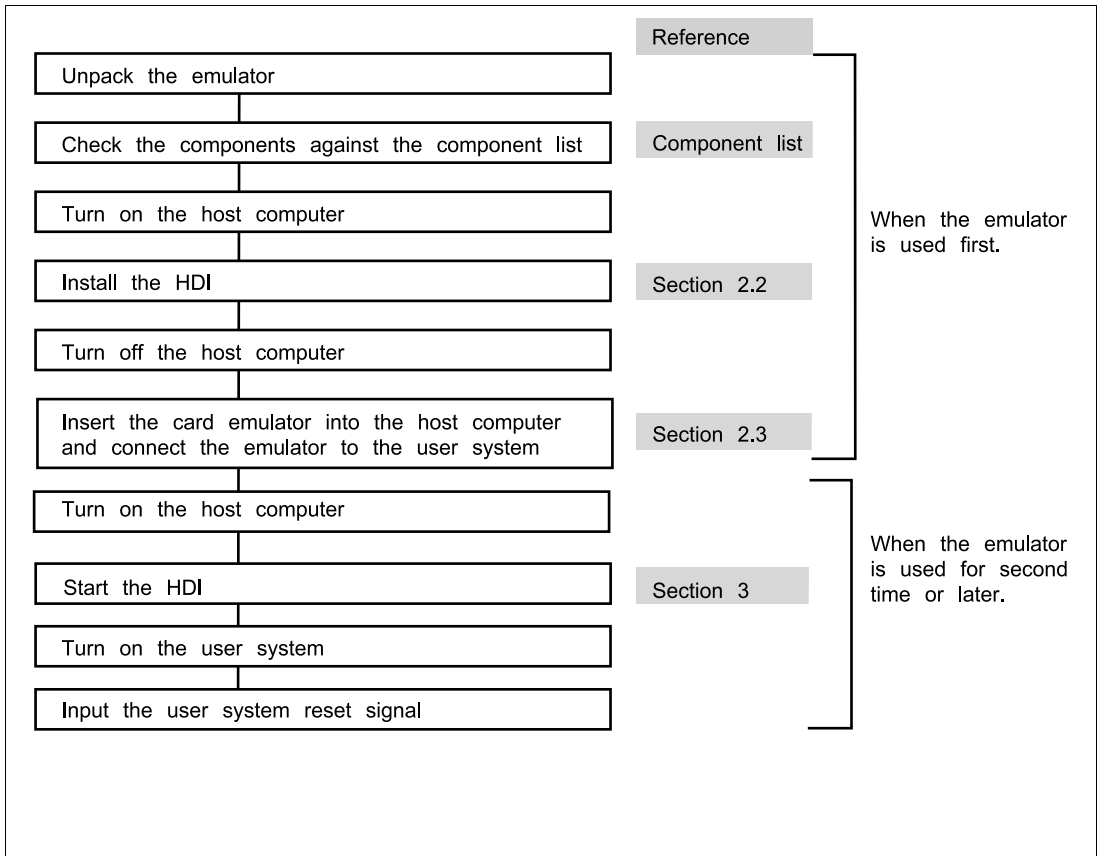 Reference
Unpack the emulator
Check the components against the component list
Component list
Turn on the host computer
When the emulator
is used first.
Install the HDI
Section 2.2
Turn off the host computer
Insert the card emulator into the host computer
and connect the emulator to the user system
Section 2.3
Turn on the host computer
When the emulator
is used for second
time or later.
Start the HDI
Section 3
Turn on the user system
Input the user system reset signal